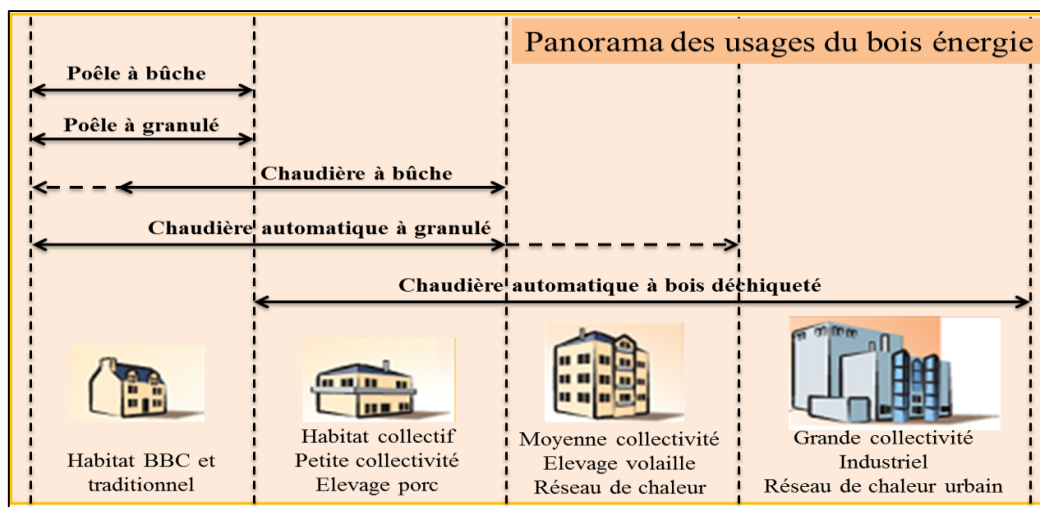 Panorama des usages du bois énergie
Poêle à bûche
Poêle à granulé
Chaudière à bûche
Chaudière automatique à granulé
Chaudière automatique à bois déchiqueté
Habitat BBC et
traditionnel
Habitat collectif
Petite collectivité
Elevage porc
Moyenne collectivité
Elevage volaille
Réseau de chaleur
Grande collectivité
Industriel
Réseau de chaleur urbain